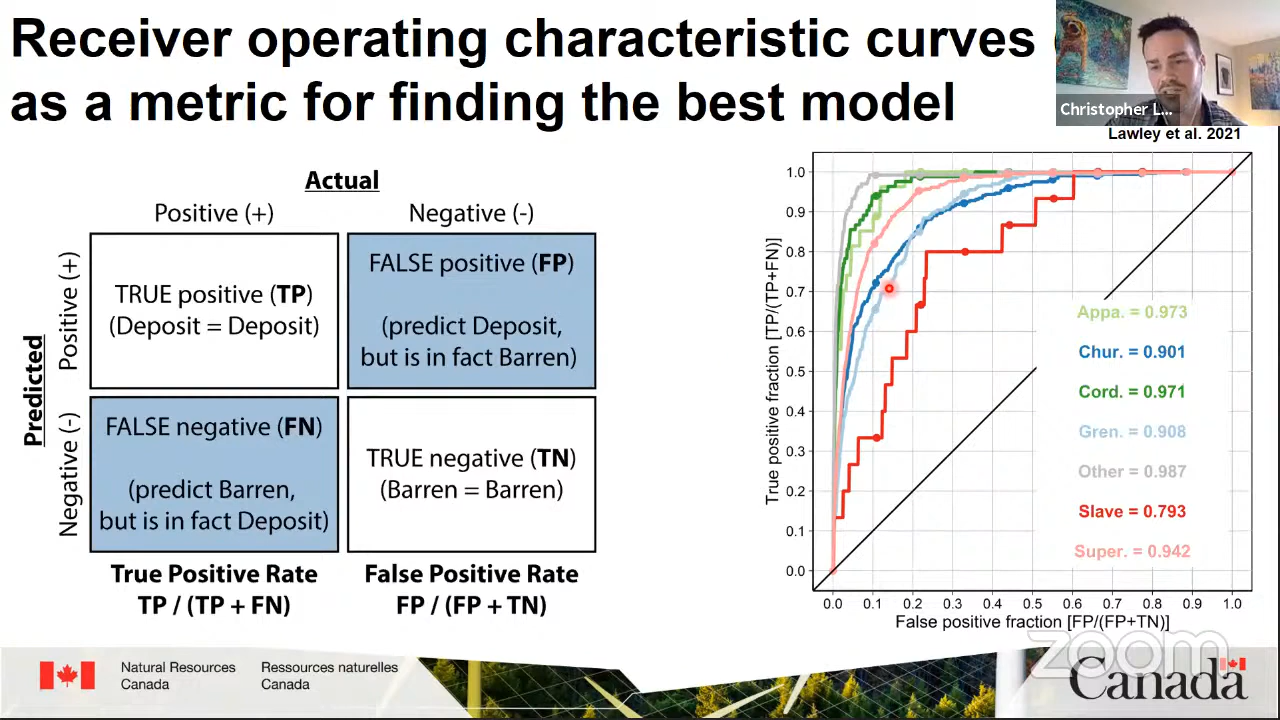 Receiver operating characteristic curves
as a metric for finding the best model
Christopher L...
Lawley et al. 2021
Actual
Positive (+)
Negative (-)
Predicted
Positive (+)
Negative (-)
TRUE positive (TP)
(Deposit = Deposit)
FALSE positive (FP)
(predict Deposit,
but is in fact Barren)
FALSE negative (FN)
(predict Barren,
but is in fact Deposit)
TRUE negative (TN)
(Barren = Barren)
True Positive Rate
TP / (TP + FN)
False Positive Rate
FP / (FP + TN)
True positive fraction [TP/(TP+FN)]
1.0
0.9
0.8
0.7
0.6
0.5
0.4
0.3
0.2
0.1
0.0
Appa. = 0.973
Chur. = 0.901
Cord. = 0.971
Gren. = 0.908
Other = 0.987
Slave = 0.793
Super. = 0.942
0.0 0.1 0.2 0.3 0.4 0.5 0.6 0.7 0.8 0.9 1.0
False positive fraction [FP/(FP+TN)]
zoom
Natural Resources
Canada
Ressources naturelles
Canada
Canada